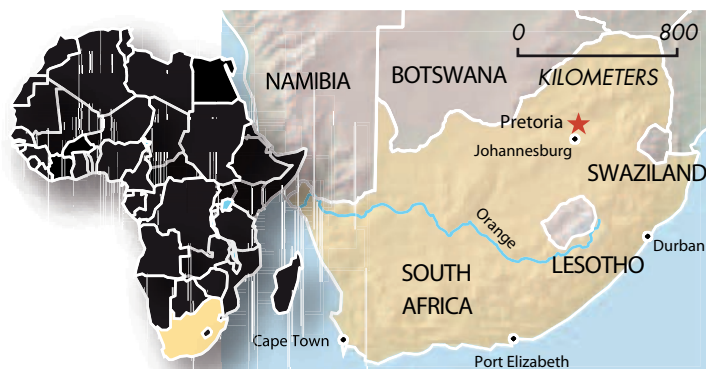 0 800
KILOMETERS
NAMIBIA
BOTSWANA
Pretoria
Johannesburg
SWAZILAND
Orange
Durban
LESOTHO
SOUTH
AFRICA
Cape Town
Port Elizabeth